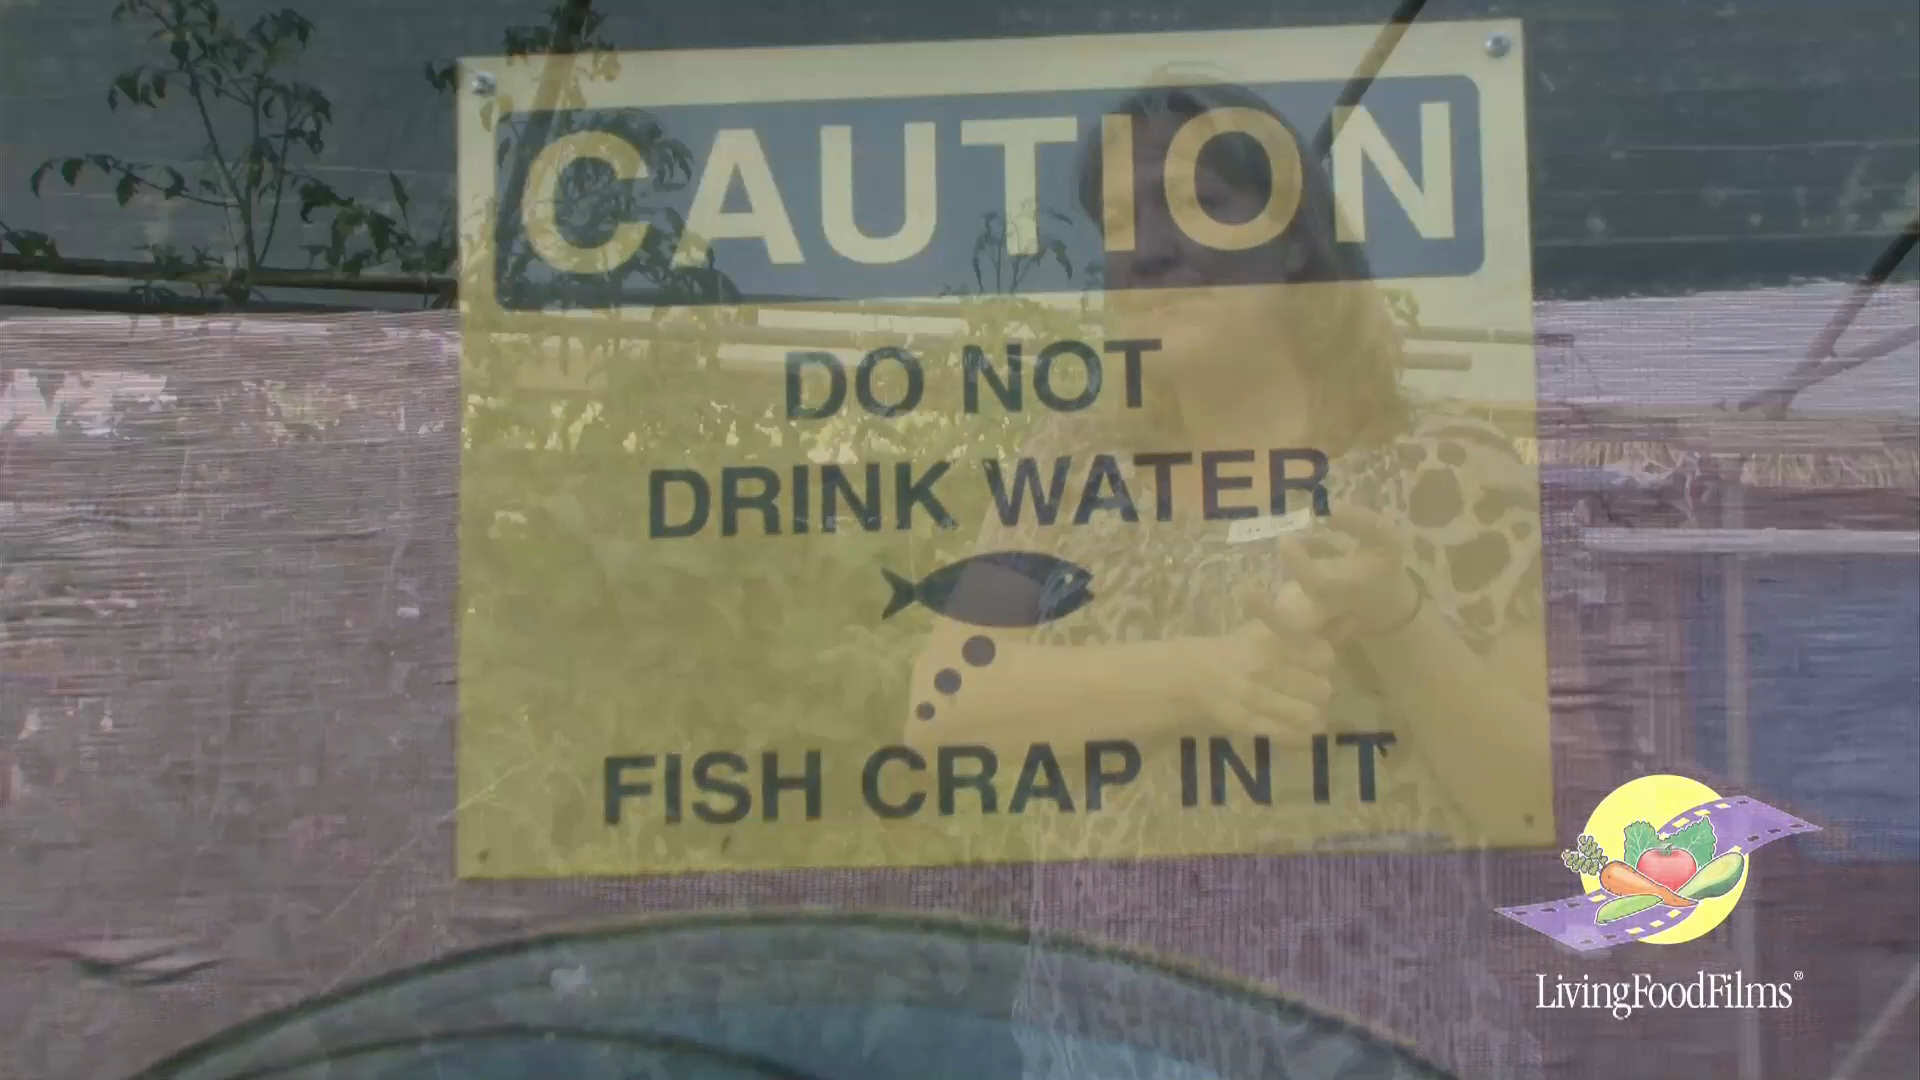 CAUTION
DO NOT
DRINK WATER
FISH CRAP IN IT
LivingFoodFilms®